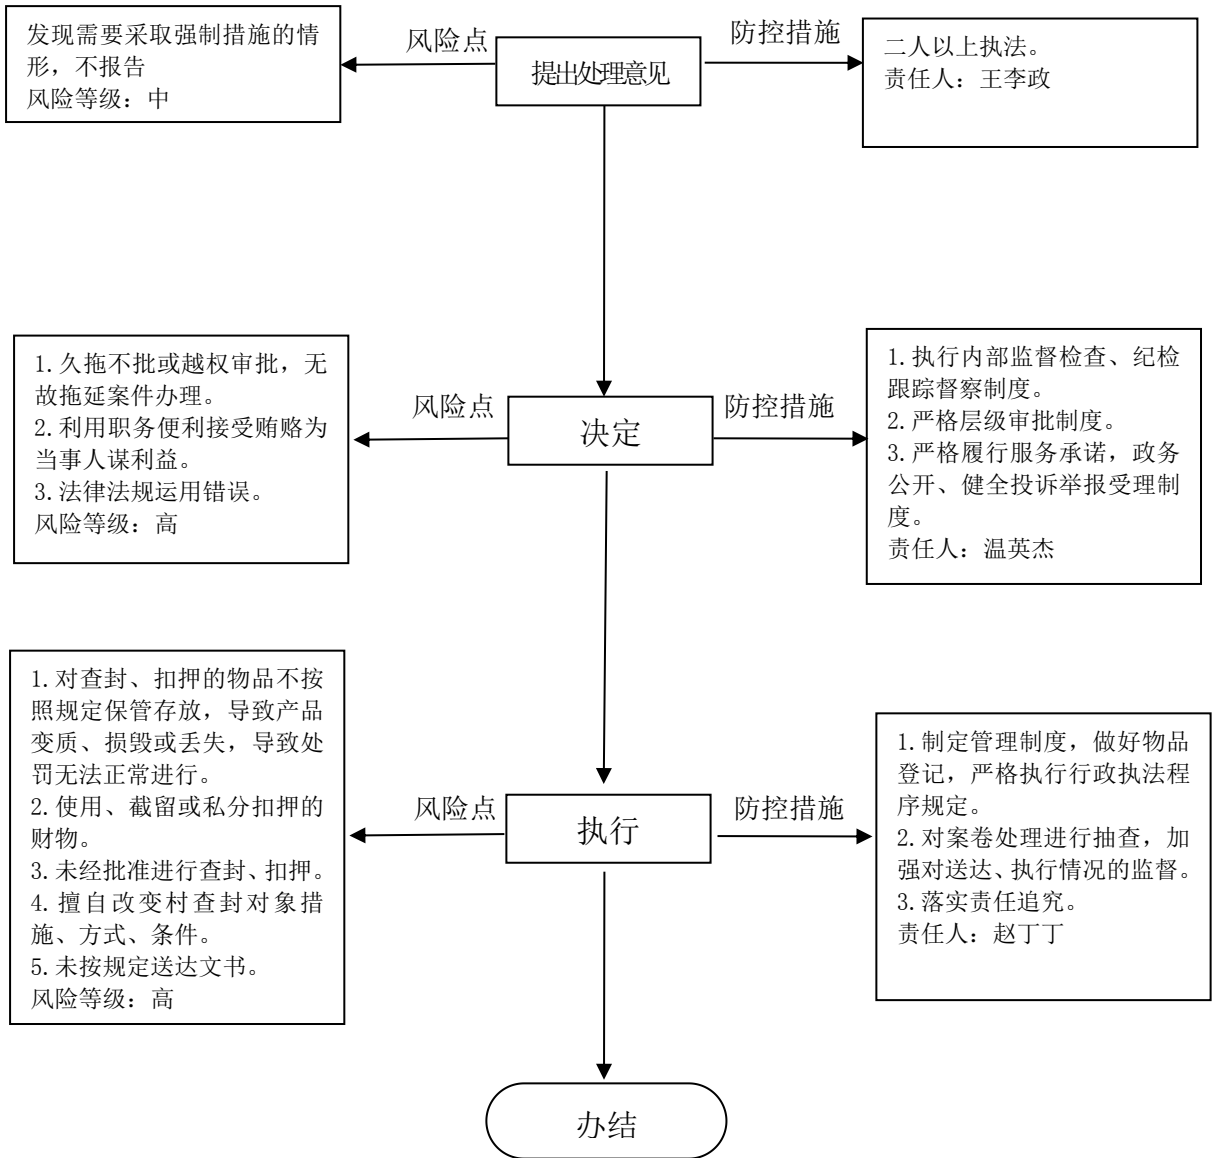 发现需要采取强制措施的情
形，不报告
风险等级：中
风险点
提出处理意见
防控措施
二人以上执法。
责任人：王李政
1.久拖不批或越权审批，无
故拖延案件办理。
2.利用职务便利接受贿赂为
当事人谋利益。
3.法律法规运用错误。
风险等级：高
风险点
决定
防控措施
1.执行内部监督检查、纪检
跟踪督察制度。
2.严格层级审批制度。
3.严格履行服务承诺，政务
公开、健全投诉举报受理制
度。
责任人：温英杰
1.对查封、扣押的物品不按
照规定保管存放，导致产品
变质、损毁或丢失，导致处
罚无法正常进行。
2.使用、截留或私分扣押的
财物。
3.未经批准进行查封、扣押。
4.擅自改变村查封对象措
施、方式、条件。
5.未按规定送达文书。
风险等级：高
风险点
执行
防控措施
1.制定管理制度，做好物品
登记，严格执行行政执法程
序规定。
2.对案卷处理进行抽查，加
强对送达、执行情况的监督。
3.落实责任追究。
责任人：赵丁丁
办结